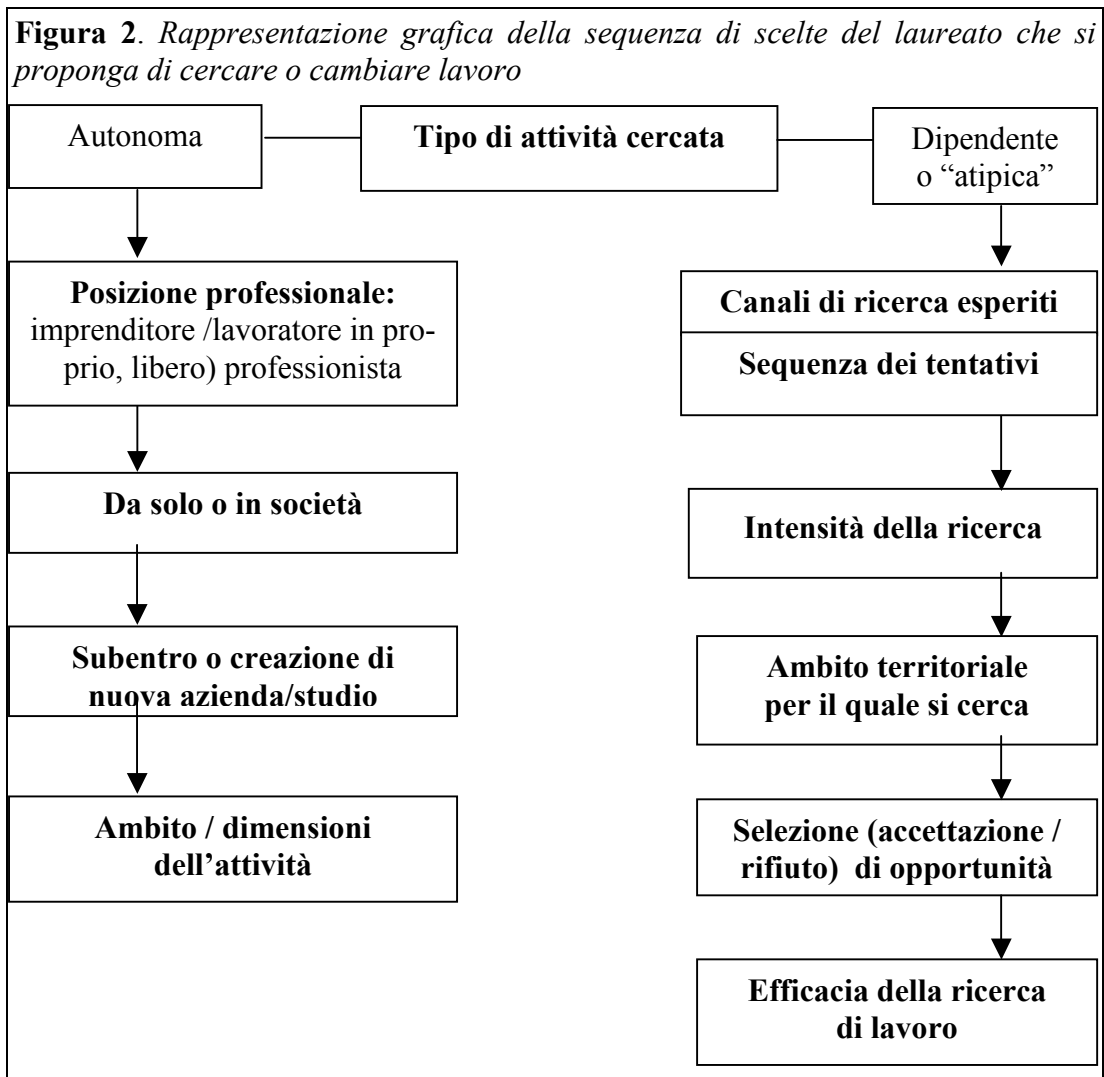 Figura 2. Rappresentazione grafica della sequenza di scelte del laureato che si
proponga di cercare o cambiare lavoro
Autonoma
Tipo di attività cercata
Dipendente
o “atipica”
Posizione professionale:
imprenditore /lavoratore in pro-
prio, libero) professionista
Da solo o in società
Subentro o creazione di
nuova azienda/studio
Ambito / dimensioni
dell’attività
Canali di ricerca esperiti
Sequenza dei tentativi
Intensità della ricerca
Ambito territoriale
per il quale si cerca
Selezione (accettazione /
rifiuto) di opportunità
Efficacia della ricerca
di lavoro